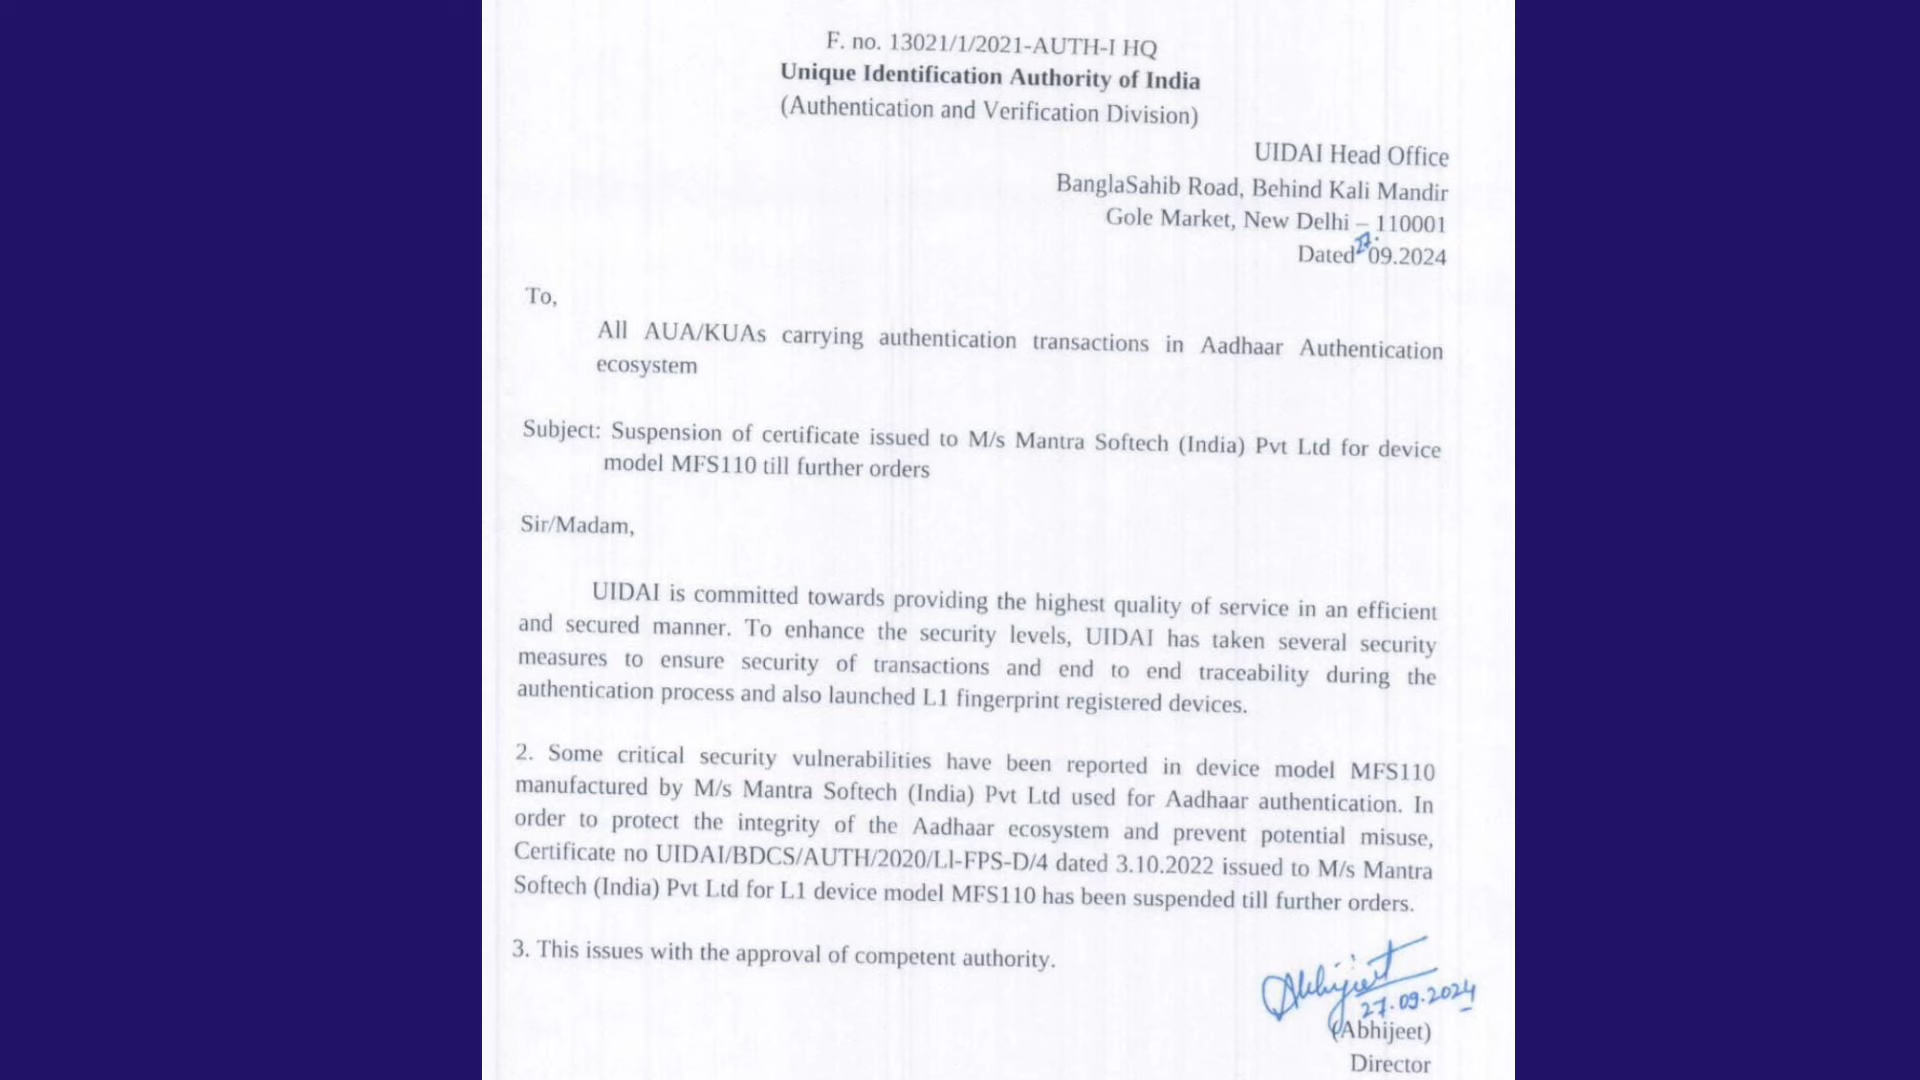 F. no. 13021/1/2021-AUTH-I HQ
Unique Identification Authority of India
(Authentication and Verification Division)
UIDAI Head Office
BanglaSahib Road, Behind Kali Mandir
Gole Market, New Delhi – 110001
Dated 27.09.2024
To,
All AUA/KUAs carrying authentication transactions in Aadhaar Authentication
ecosystem
Subject: Suspension of certificate issued to M/s Mantra Softech (India) Pvt Ltd for device
model MFS110 till further orders
Sir/Madam,
UIDAI is committed towards providing the highest quality of service in an efficient
and secured manner. To enhance the security levels, UIDAI has taken several security
measures to ensure security of transactions and end to end traceability during the
authentication process and also launched L1 fingerprint registered devices.
2. Some critical security vulnerabilities have been reported in device model MFS110
manufactured by M/s Mantra Softech (India) Pvt Ltd used for Aadhaar authentication. In
order to protect the integrity of the Aadhaar ecosystem and prevent potential misuse,
Certificate no UIDAI/BDCS/AUTH/2020/Ll-FPS-D/4 dated 3.10.2022 issued to M/s Mantra
Softech (India) Pvt Ltd for L1 device model MFS110 has been suspended till further orders.
3. This issues with the approval of competent authority.
Abhijeet
27.09.2024
(Abhijeet)
Director